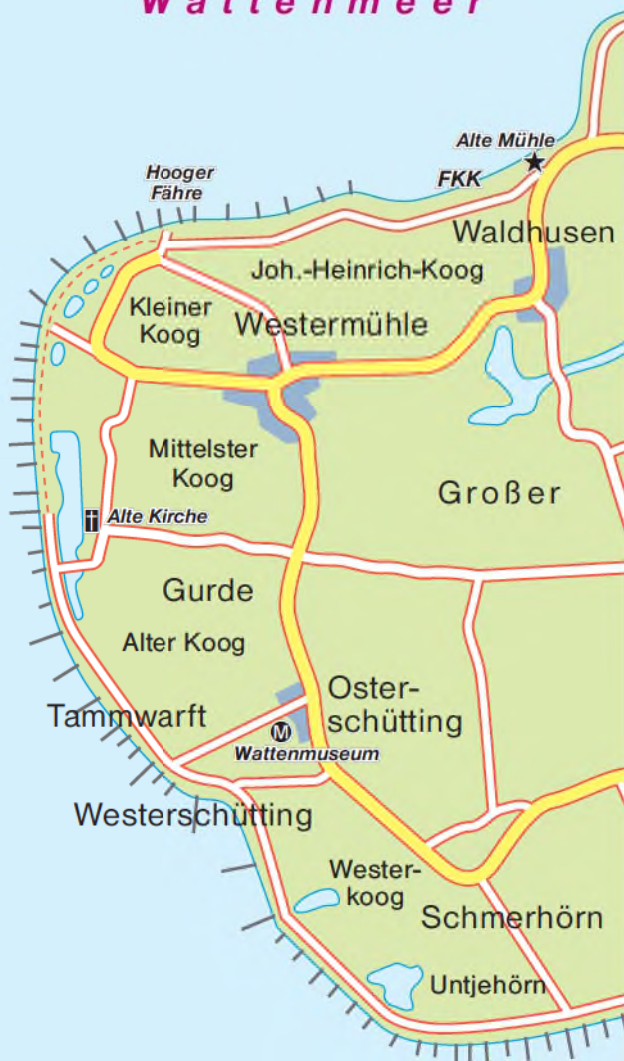 Wattenmeer
Alte Mühle
Hooger
Fähre
FKK
Waldhusen
Joh.-Heinrich-Koog
Kleiner
Koog
Westermühle
Mittelster
Koog
Großer
Alte Kirche
Gurde
Alter Koog
Oster-
schütting
Tammwarft
M
Wattenmuseum
Westerschütting
Wester-
koog
Schmerhörn
Untjehörn